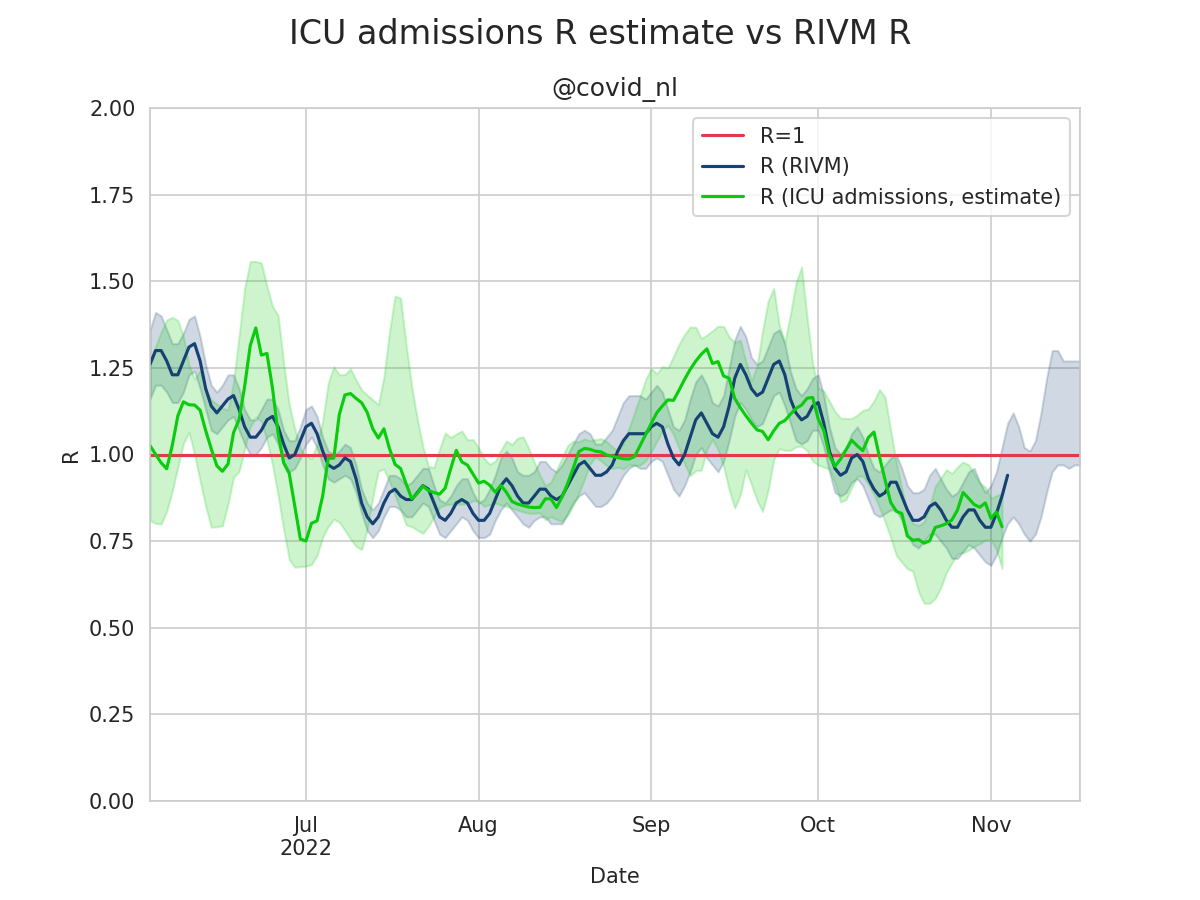 ICU admissions R estimate vs RIVM R
@covid_nl
2.00
1.75
1.50
1.25
1.00
0.75
0.50
0.25
0.00
R
R=1
R (RIVM)
R (ICU admissions, estimate)
Jul Aug Sep Oct Nov
2022
Date